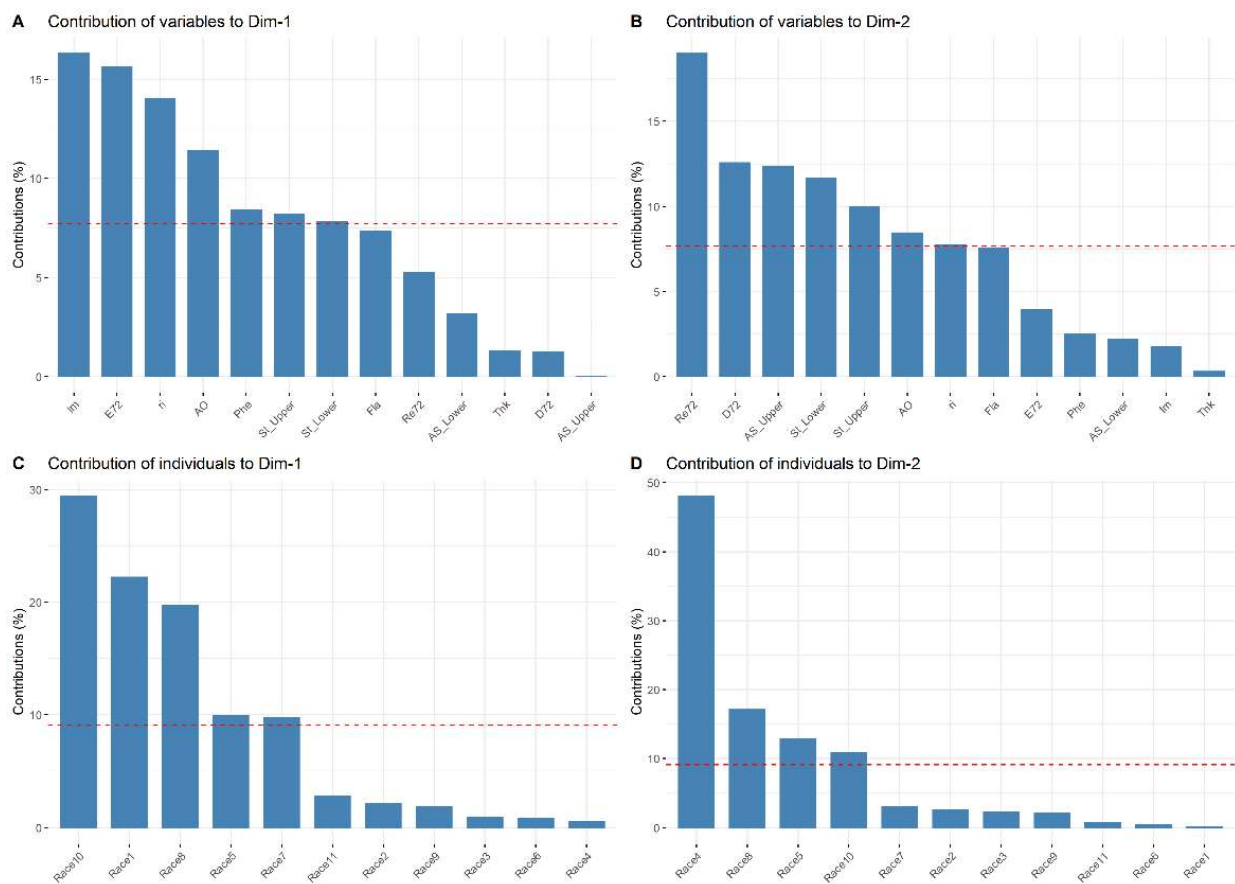 A Contribution of variables to Dim-1
Contributions (%)
15
10
5
0
Im E72 ri AO Phe SI_Upper SI_Lower Fla Re72 AS_Lower Thk D72 AS_Upper
B Contribution of variables to Dim-2
Contributions (%)
15
10
5
0
Re72 D72 AS_Upper SI_Lower SI_Upper AO ri Fla E72 Phe AS_Lower Im Thk
C Contribution of individuals to Dim-1
Contributions (%)
30
20
10
0
Race10 Race1 Race8 Race5 Race7 Race11 Race2 Race9 Race3 Race6 Race4
D Contribution of individuals to Dim-2
Contributions (%)
50
40
30
20
10
0
Race4 Race8 Race5 Race10 Race7 Race2 Race3 Race9 Race11 Race6 Race1